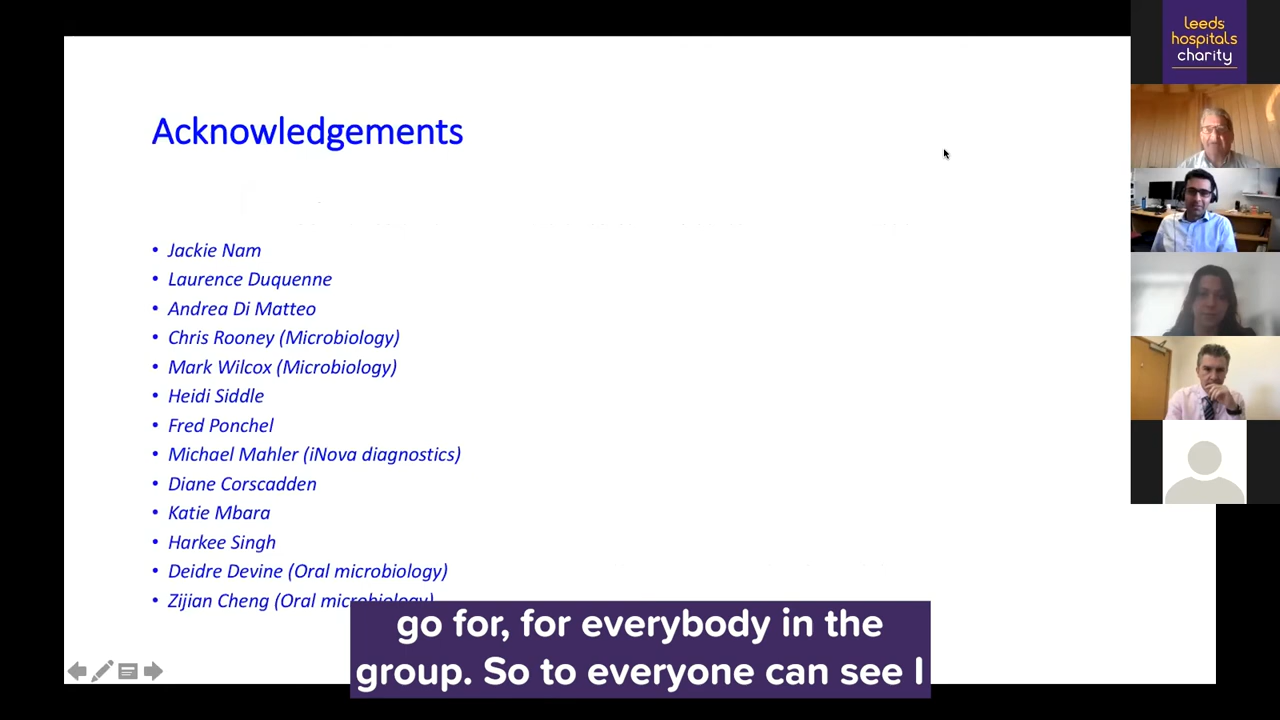 leeds
hospitals
charity
Acknowledgements
• Jackie Nam
• Laurence Duquenne
• Andrea Di Matteo
• Chris Rooney (Microbiology)
• Mark Wilcox (Microbiology)
• Heidi Siddle
• Fred Ponchel
• Michael Mahler (iNova diagnostics)
• Diane Corscadden
• Katie Mbara
• Harkee Singh
• Deidre Devine (Oral microbiology)
• Zijian Cheng (Oral microbiology)
go for, for everybody in the
group. So to everyone can see I